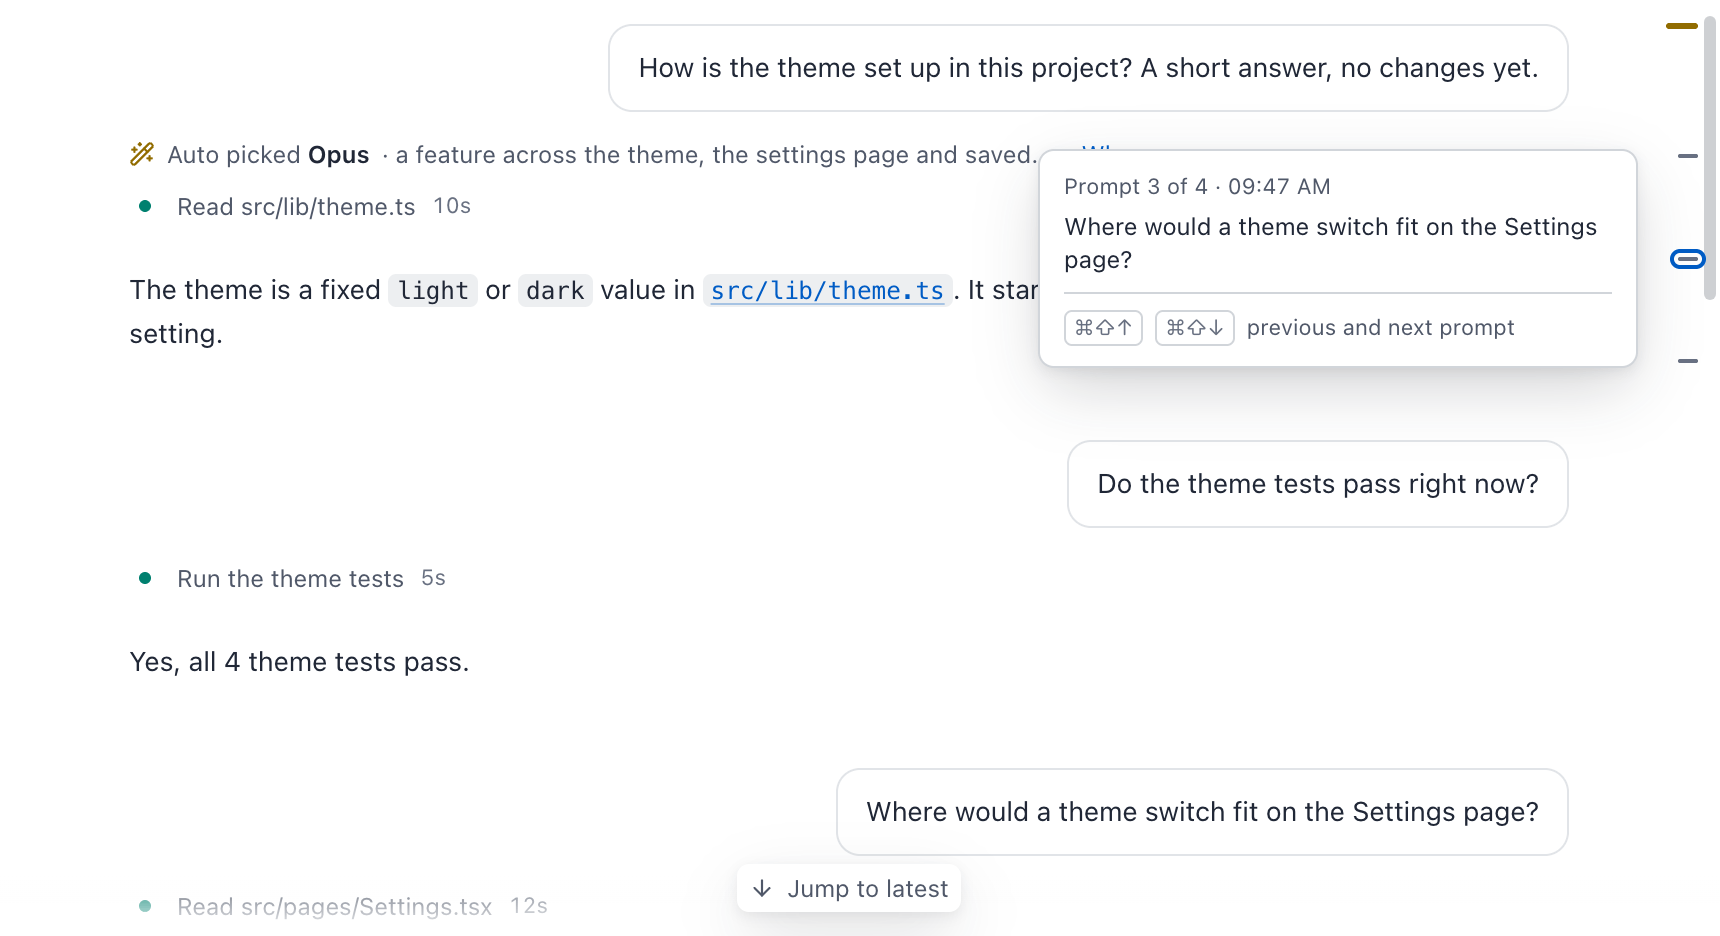 How is the theme set up in this project? A short answer, no changes yet.
Auto picked Opus · a feature across the theme, the settings page and saved.
Read src/lib/theme.ts 10s
Prompt 3 of 4 · 09:47 AM
Where would a theme switch fit on the Settings
page?
⌘⇧↑ ⌘⇧↓ previous and next prompt
The theme is a fixed light or dark value in src/lib/theme.ts. It
setting.
Do the theme tests pass right now?
Run the theme tests 5s
Yes, all 4 theme tests pass.
Where would a theme switch fit on the Settings page?
↓ Jump to latest
Read src/pages/Settings.tsx 12s